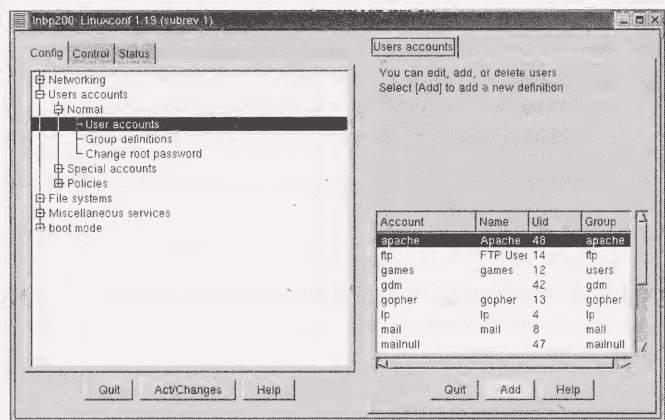 lnbp200: Linuxconf 1.19 (subrev 1)
Config Control Status
Networking
Users accounts
Normal
User accounts
Group definitions
Change root password
Special accounts
Policies
File systems
Miscellaneous services
boot mode
Quit Act/Changes Help
Users accounts
You can edit, add, or delete users
Select [Add] to add a new definition
Account Name Uid Group
apache Apache 48 apache
ftp FTP User 14 ftp
games games 12 users
gdm 42 gdm
gopher gopher 13 gopher
lp lp 4 lp
mail mail 8 mail
mailnull 47 mailnull
Quit Add Help